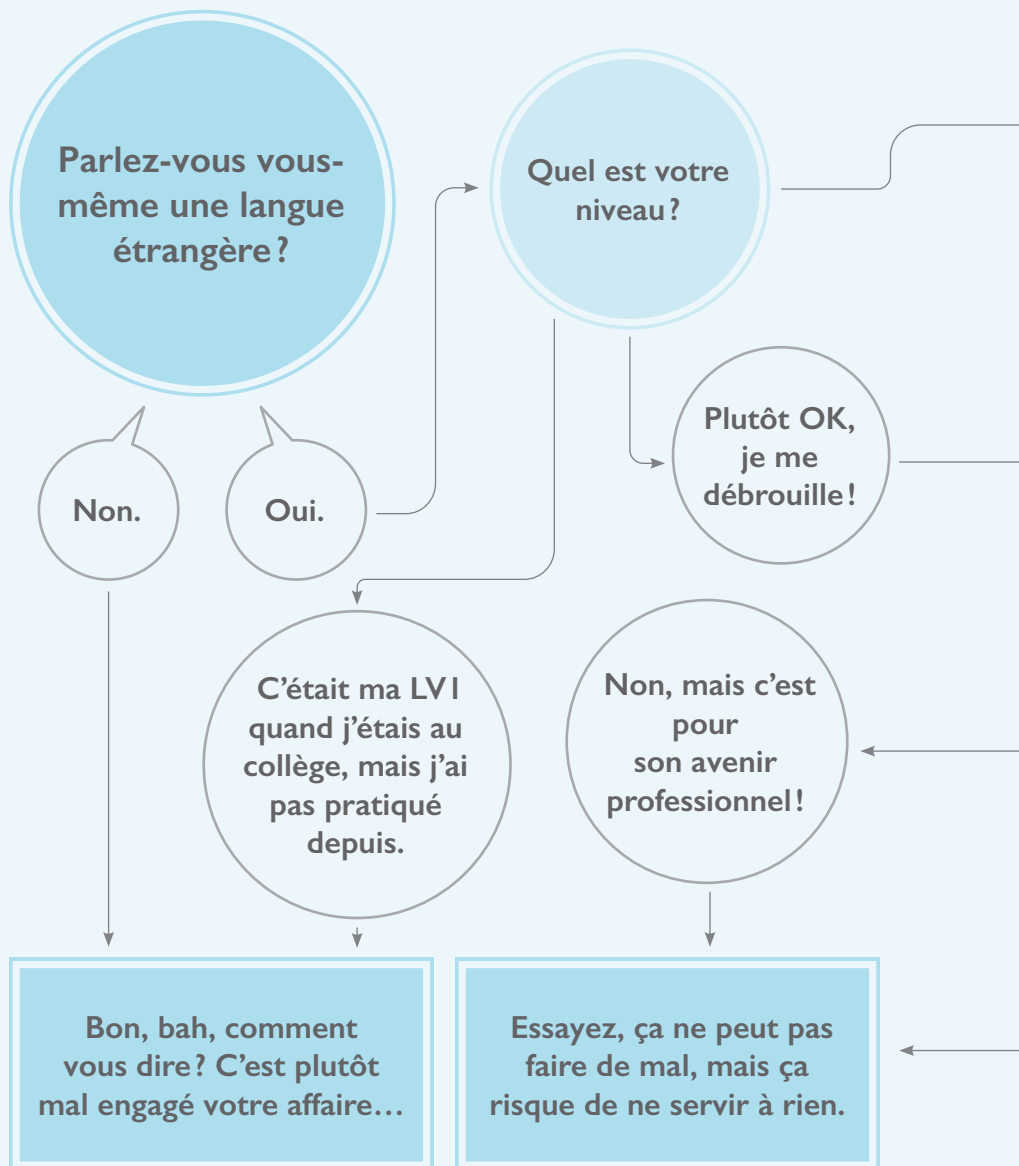 Parlez-vous vous-
même une langue
étrangère ?
Quel est votre
niveau ?
Non.
Oui.
Plutôt OK,
je me
débrouille !
C’était ma LV1
quand j’étais au
collège, mais j’ai
pas pratiqué
depuis.
Non, mais c’est
pour
son avenir
professionnel !
Bon, bah, comment
vous dire ? C’est plutôt
mal engagé votre affaire…
Essayez, ça ne peut pas
faire de mal, mais ça
risque de ne servir à rien.